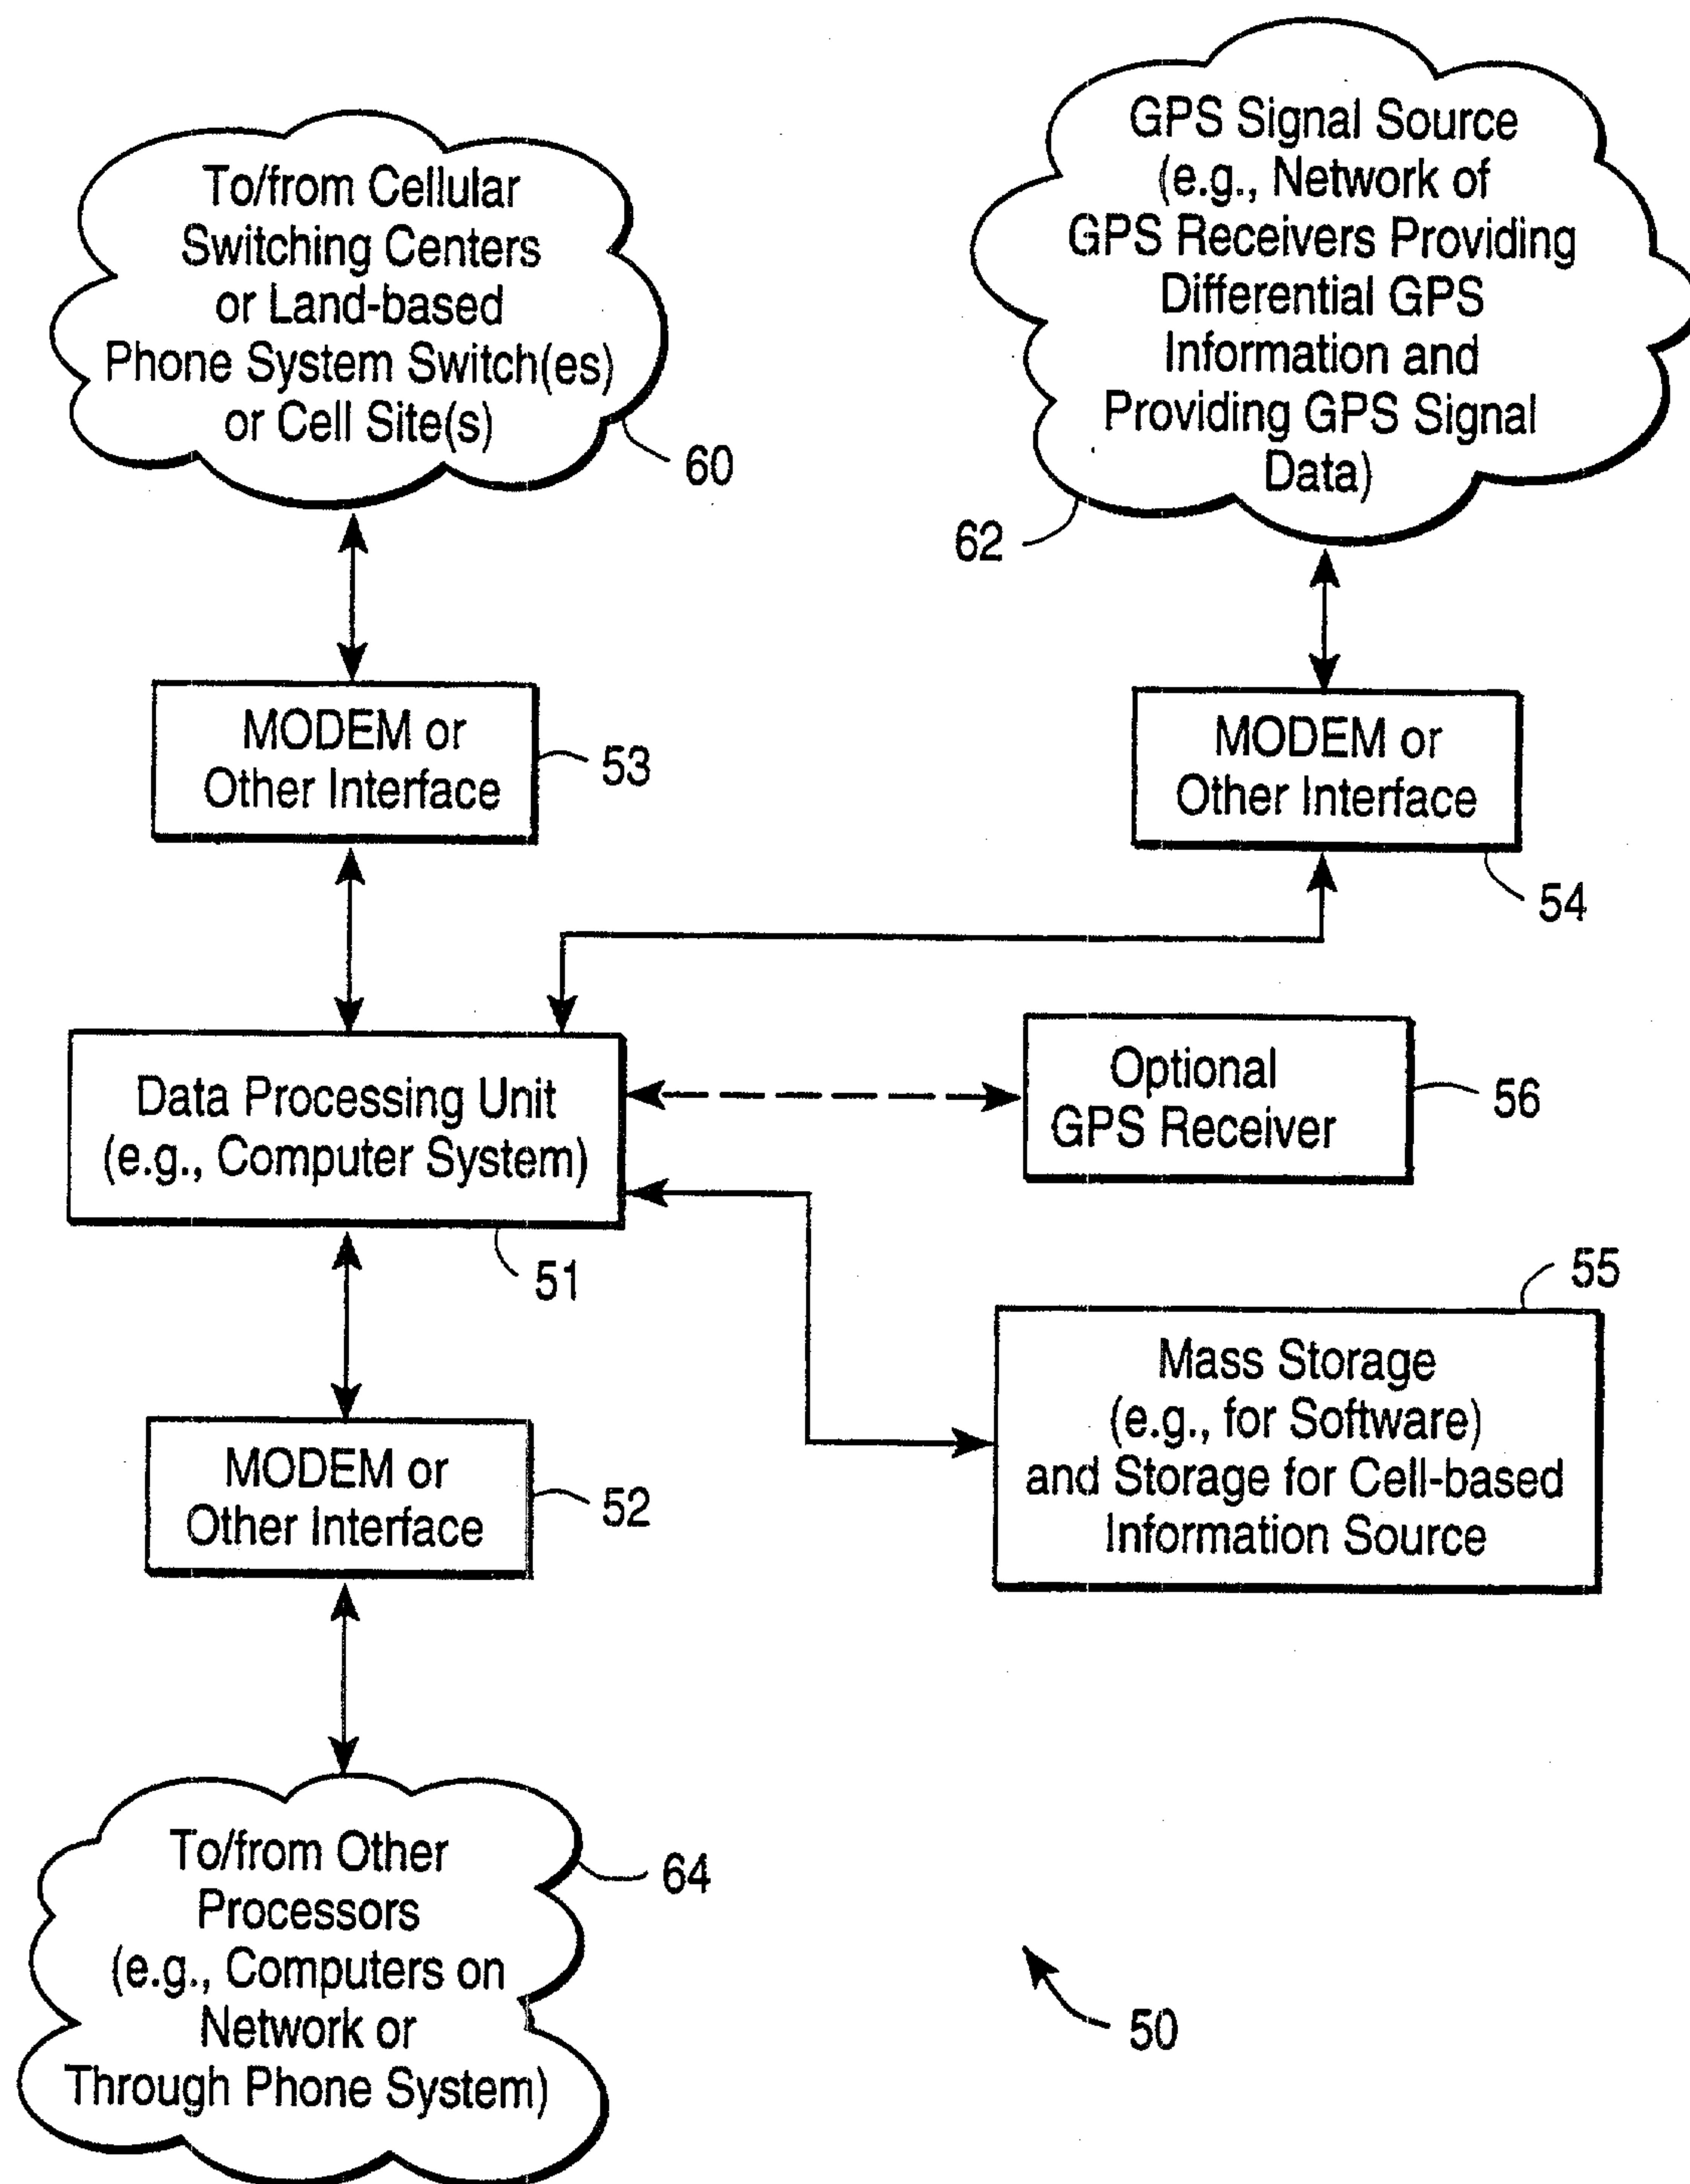 To/from Cellular
Switching Centers
or Land-based
Phone System Switch(es)
or Cell Site(s)
60
GPS Signal Source
(e.g., Network of
GPS Receivers Providing
Differential GPS
Information and
Providing GPS Signal
Data)
62
MODEM or
Other Interface
53
MODEM or
Other Interface
54
Data Processing Unit
(e.g., Computer System)
51
Optional
GPS Receiver
56
55
Mass Storage
(e.g., for Software)
and Storage for Cell-based
Information Source
MODEM or
Other Interface
52
To/from Other
Processors
(e.g., Computers on
Network or
Through Phone System)
64
50